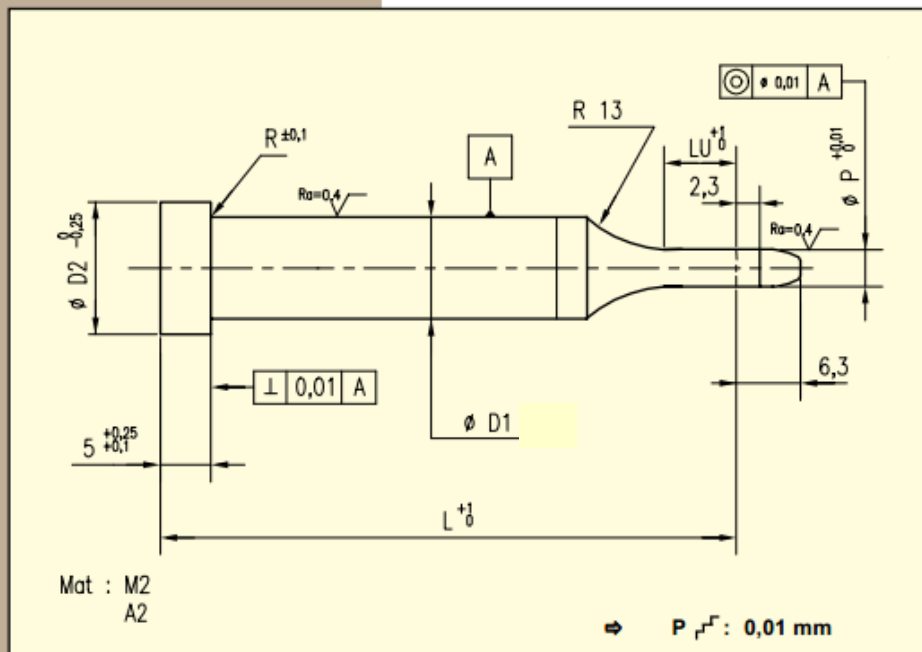 ◎ ø 0,01 A
R 13
R ±0,1
A
LU +1 0
ø P +0,01 0
2,3
Ra=0,4
Ra=0,4
ø D2 0 -0,25
6,3
⊥ 0,01 A
ø D1
5 +0,25 +0,1
L +1 0
Mat : M2
A2
⇨ P : 0,01 mm